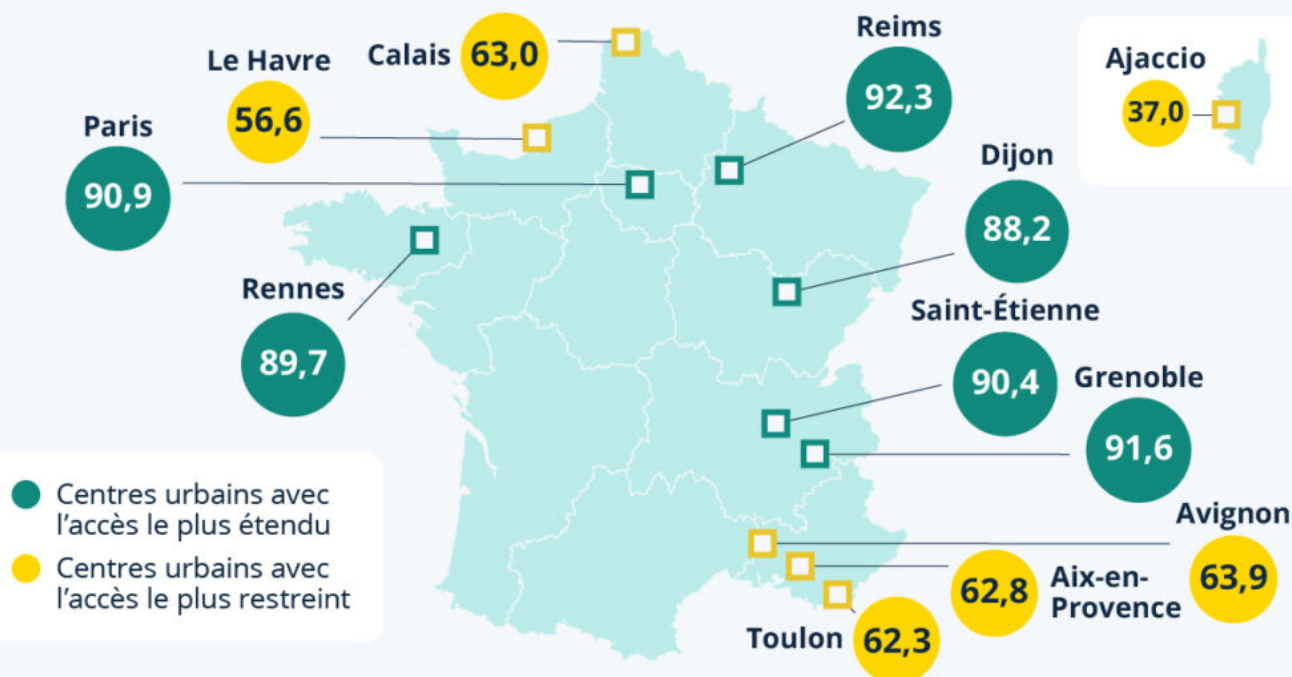 Reims
92,3
Calais
63,0
Le Havre
56,6
Ajaccio
37,0
Paris
90,9
Dijon
88,2
Rennes
89,7
Saint-Étienne
90,4
Grenoble
91,6
Centres urbains avec
l'accès le plus étendu
Centres urbains avec
l'accès le plus restreint
Avignon
63,9
Aix-en-
Provence
62,8
Toulon
62,3